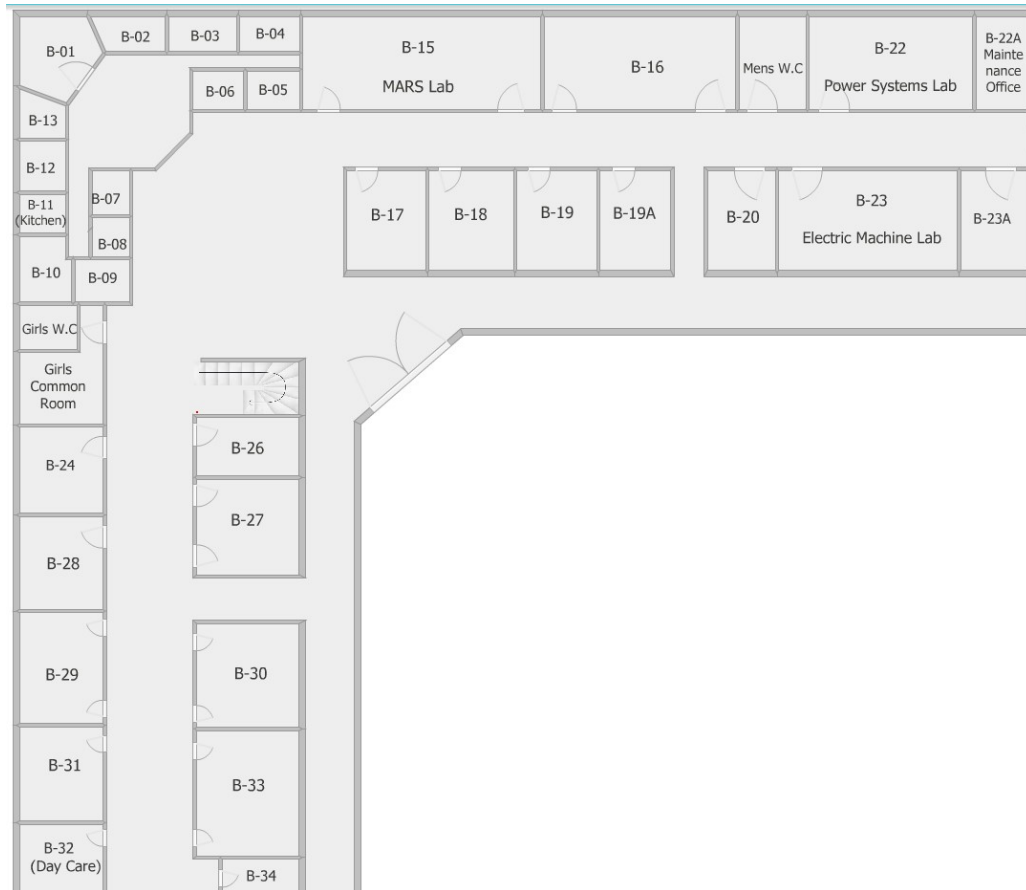 B-01
B-02
B-03
B-04
B-15
MARS Lab
B-16
Mens W.C
B-22
Power Systems Lab
B-22A
Mainte
nance
Office
B-06
B-05
B-13
B-12
B-11
(Kitchen)
B-07
B-08
B-10
B-09
B-17
B-18
B-19
B-19A
B-20
B-23
Electric Machine Lab
B-23A
Girls W.C
Girls
Common
Room
B-24
B-26
B-27
B-28
B-29
B-30
B-31
B-33
B-32
(Day Care)
B-34